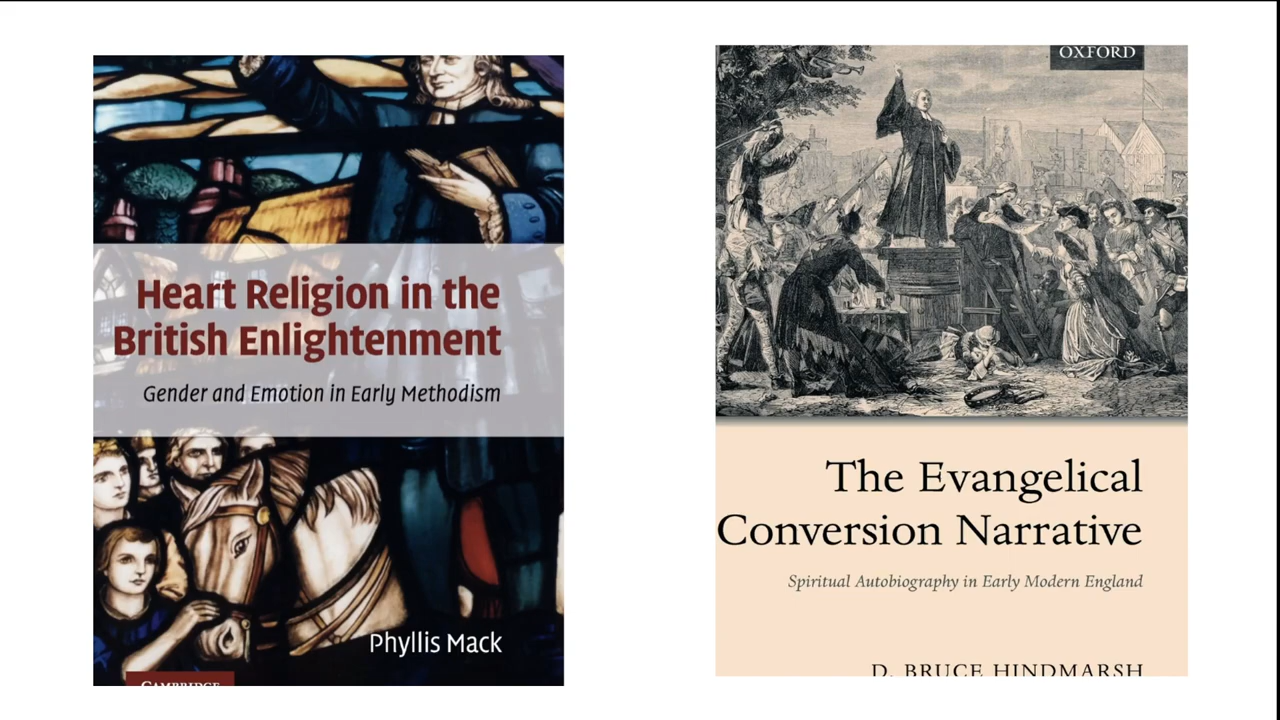 Heart Religion in the
British Enlightenment
Gender and Emotion in Early Methodism
Phyllis Mack
CAMBRIDGE
OXFORD
The Evangelical
Conversion Narrative
Spiritual Autobiography in Early Modern England
D. BRUCE HINDMARSH